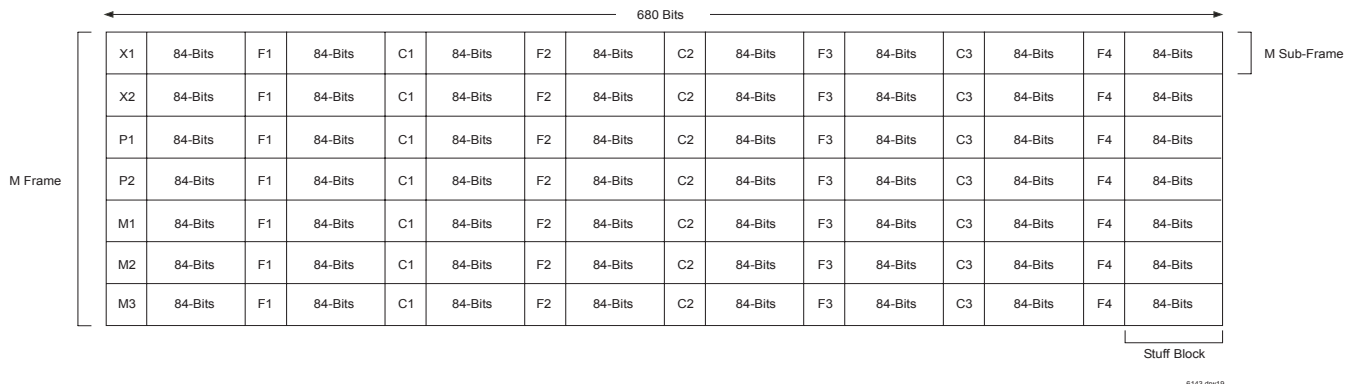 680 Bits
X1 84-Bits F1 84-Bits C1 84-Bits F2 84-Bits C2 84-Bits F3 84-Bits C3 84-Bits F4 84-Bits M Sub-Frame
X2 84-Bits F1 84-Bits C1 84-Bits F2 84-Bits C2 84-Bits F3 84-Bits C3 84-Bits F4 84-Bits
P1 84-Bits F1 84-Bits C1 84-Bits F2 84-Bits C2 84-Bits F3 84-Bits C3 84-Bits F4 84-Bits
M Frame P2 84-Bits F1 84-Bits C1 84-Bits F2 84-Bits C2 84-Bits F3 84-Bits C3 84-Bits F4 84-Bits
M1 84-Bits F1 84-Bits C1 84-Bits F2 84-Bits C2 84-Bits F3 84-Bits C3 84-Bits F4 84-Bits
M2 84-Bits F1 84-Bits C1 84-Bits F2 84-Bits C2 84-Bits F3 84-Bits C3 84-Bits F4 84-Bits
M3 84-Bits F1 84-Bits C1 84-Bits F2 84-Bits C2 84-Bits F3 84-Bits C3 84-Bits F4 84-Bits
Stuff Block